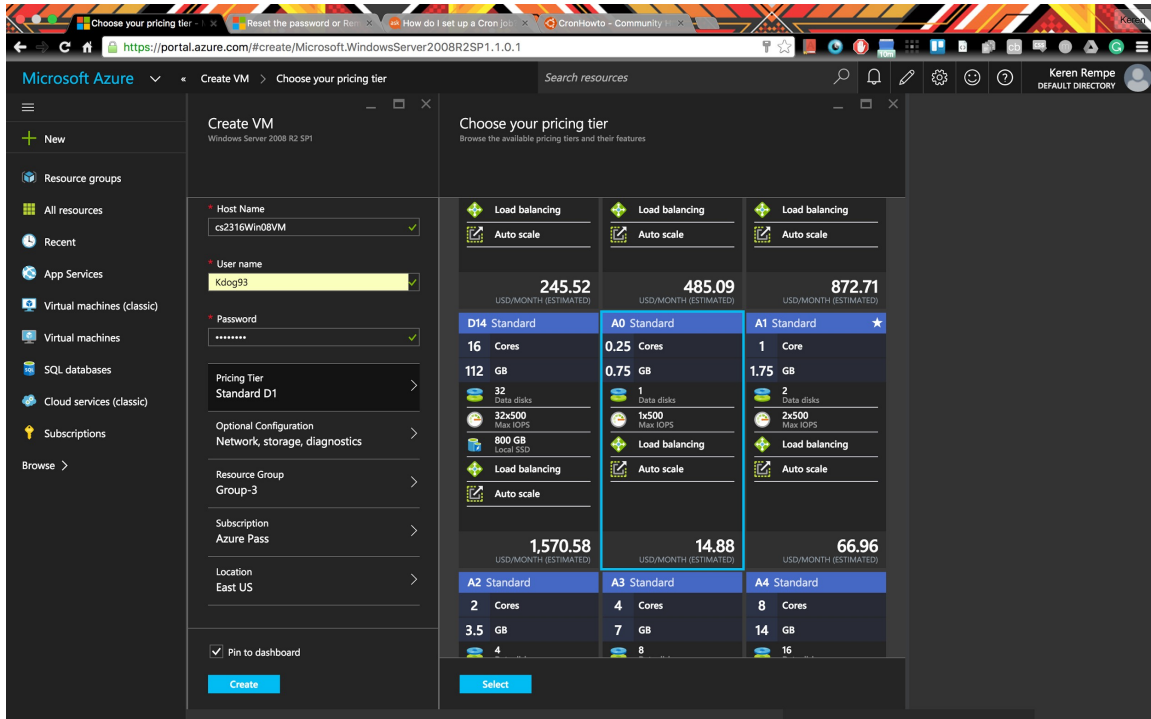 Choose your pricing tier -
Reset the password or Rem
How do I set up a Cron job
CronHowto - Community H
Keren
https://portal.azure.com/#create/Microsoft.WindowsServer2008R2SP1.1.0.1
10m
cb
Microsoft Azure
« Create VM > Choose your pricing tier
Search resources
Keren Rempe
DEFAULT DIRECTORY
New
Resource groups
All resources
Recent
App Services
Virtual machines (classic)
Virtual machines
SQL databases
Cloud services (classic)
Subscriptions
Browse >
Create VM
Windows Server 2008 R2 SP1
* Host Name
cs2316Win08VM
* User name
Kdog93
* Password
••••••••
Pricing Tier
Standard D1
Optional Configuration
Network, storage, diagnostics
Resource Group
Group-3
Subscription
Azure Pass
Location
East US
Pin to dashboard
Create
Choose your pricing tier
Browse the available pricing tiers and their features
Load balancing Load balancing Load balancing
Auto scale Auto scale Auto scale
245.52 485.09 872.71
USD/MONTH (ESTIMATED) USD/MONTH (ESTIMATED) USD/MONTH (ESTIMATED)
D14 Standard
16 Cores
112 GB
32
Data disks
32x500
Max IOPS
800 GB
Local SSD
Load balancing
Auto scale
1,570.58
USD/MONTH (ESTIMATED)
A0 Standard
0.25 Cores
0.75 GB
1
Data disks
1x500
Max IOPS
Load balancing
Auto scale
14.88
USD/MONTH (ESTIMATED)
A1 Standard
1 Core
1.75 GB
2
Data disks
2x500
Max IOPS
Load balancing
Auto scale
66.96
USD/MONTH (ESTIMATED)
A2 Standard
2 Cores
3.5 GB
4
A3 Standard
4 Cores
7 GB
8
A4 Standard
8 Cores
14 GB
16
Select